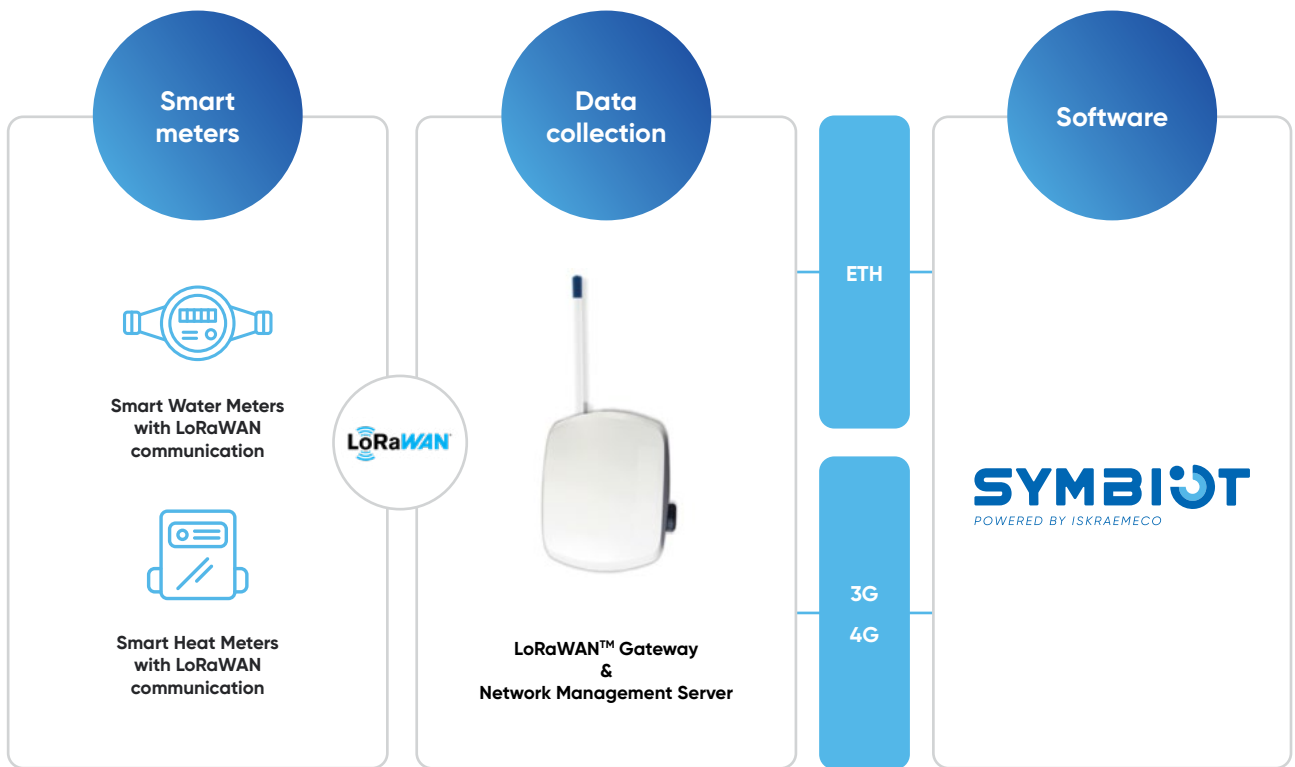 Smart
meters
Smart Water Meters
with LoRaWAN
communication
Smart Heat Meters
with LoRaWAN
communication
LoRaWAN
Data
collection
LoRaWAN™ Gateway
&
Network Management Server
ETH
3G
4G
Software
SYMBIOT
POWERED BY ISKRAEMECO